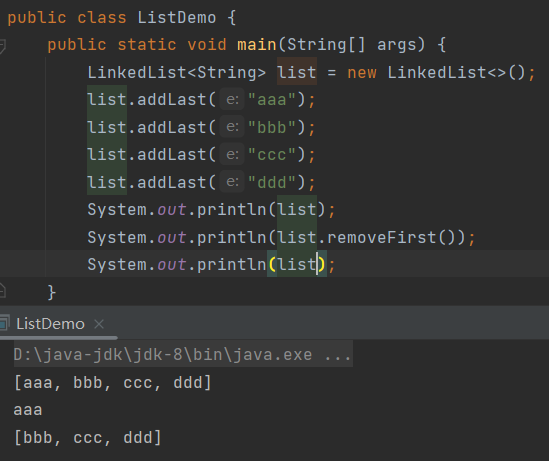 public class ListDemo {
    public static void main(String[] args) {
        LinkedList<String> list = new LinkedList<>();
        list.addLast( e: "aaa");
        list.addLast( e: "bbb");
        list.addLast( e: "ccc");
        list.addLast( e: "ddd");
        System.out.println(list);
        System.out.println(list.removeFirst());
        System.out.println(list);
    }
ListDemo ×
D:\java-jdk\jdk-8\bin\java.exe ...
[aaa, bbb, ccc, ddd]
aaa
[bbb, ccc, ddd]